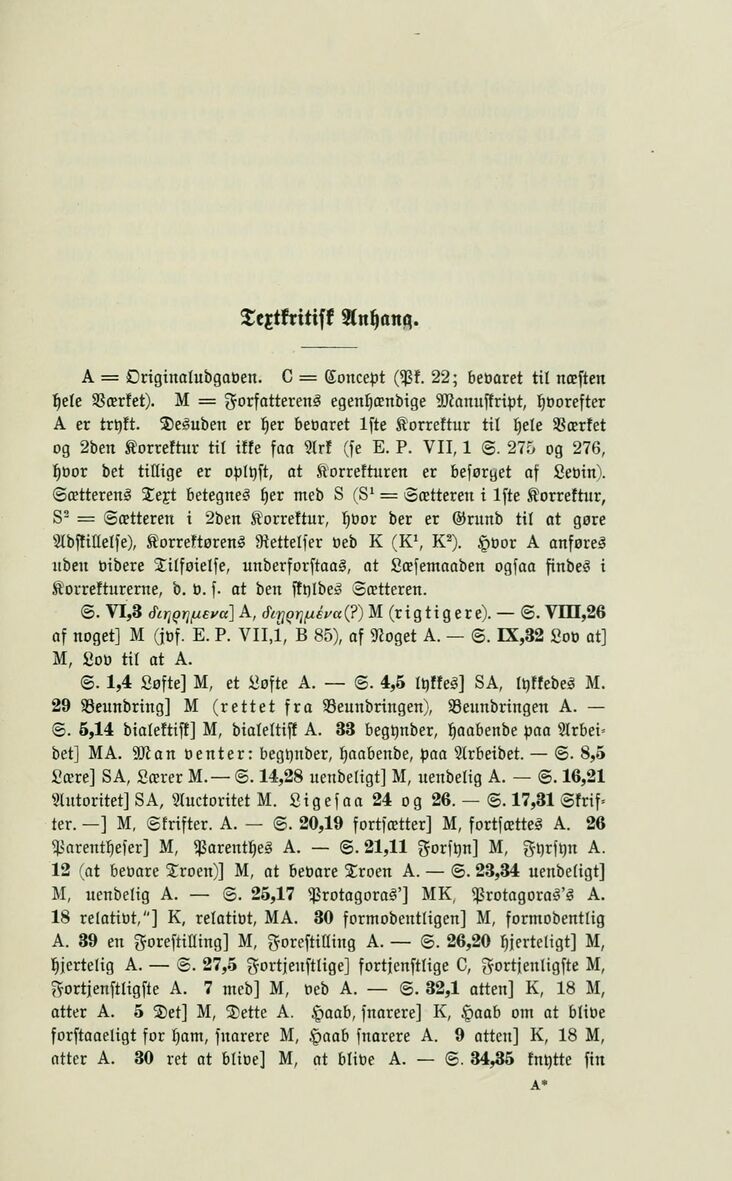 Textkritisk Anhang.
A = Originaludgaven. C = Concept (Pk. 22; bevaret til næsten
hele Værket). M = Forfatterens egenhændige Manuskript, hvorefter
A er trykt. Desuden er her bevaret 1ste Korrektur til hele Værket
og 2den Korrektur til ikke faa Ark (se E. P. VII, 1 S. 275 og 276,
hvor det tillige er oplyst, at Korrekturen er besørget af Levin).
Sætterens Text betegnes her med S (S¹ = Sætteren i 1ste Korrektur,
S² = Sætteren i 2den Korrektur, hvor der er Grund til at gøre
Adskillelse), Korrektørens Rettelser ved K (K¹, K²). Hvor A anføres
uden videre Tilføielse, underforstaas, at Læsemaaden ogsaa findes i
Korrekturerne, d. v. s. at den skyldes Sætteren.
S. VI,3 διηρημενα] A, διηρημένα(?) M (rigtigere). — S. VIII,26
af noget] M (jvf. E. P. VII,1, B 85), af Noget A. — S. IX,32 Lov at]
M, Lov til at A.
S. 1,4 Løfte] M, et Løfte A. — S. 4,5 lykkes] SA, lykkedes M.
29 Beundring] M (rettet fra Beundringen), Beundringen A. —
S. 5,14 dialektisk] M, dialeltisk A. 33 begynder, haabende paa Arbei-
det] MA. Man venter: begynder, haabende, paa Arbeidet. — S. 8,5
Lære] SA, Lærer M. — S. 14,28 uendeligt] M, uendelig A. — S. 16,21
Autoritet] SA, Auctoritet M. Ligesaa 24 og 26. — S. 17,31 Skrif-
ter. —] M, Skrifter. A. — S. 20,19 fortsætter] M, fortsættes A. 26
Parentheser] M, Parenthes A. — S. 21,11 Forsyn] M, Fyrsyn A.
12 (at bevare Troen)] M, at bevare Troen A. — S. 23,34 uendeligt]
M, uendelig A. — S. 25,17 Protagoras'] MK, Protagoras's A.
18 relativt,"] K, relativt, MA. 30 formodentligen] M, formodentlig
A. 39 en Forestilling] M, Forestilling A. — S. 26,20 hjerteligt] M,
hjertelig A. — S. 27,5 Fortjenstlige] fortjenstlige C, Fortjenligste M,
Fortjenstligste A. 7 med] M, ved A. — S. 32,1 atten] K, 18 M,
atter A. 5 Det] M, Dette A. Haab, snarere] K, Haab om at blive
forstaaeligt for ham, snarere M, Haab snarere A. 9 atten] K, 18 M,
atter A. 30 ret at blive] M, at blive A. — S. 34,35 knytte sin
A*